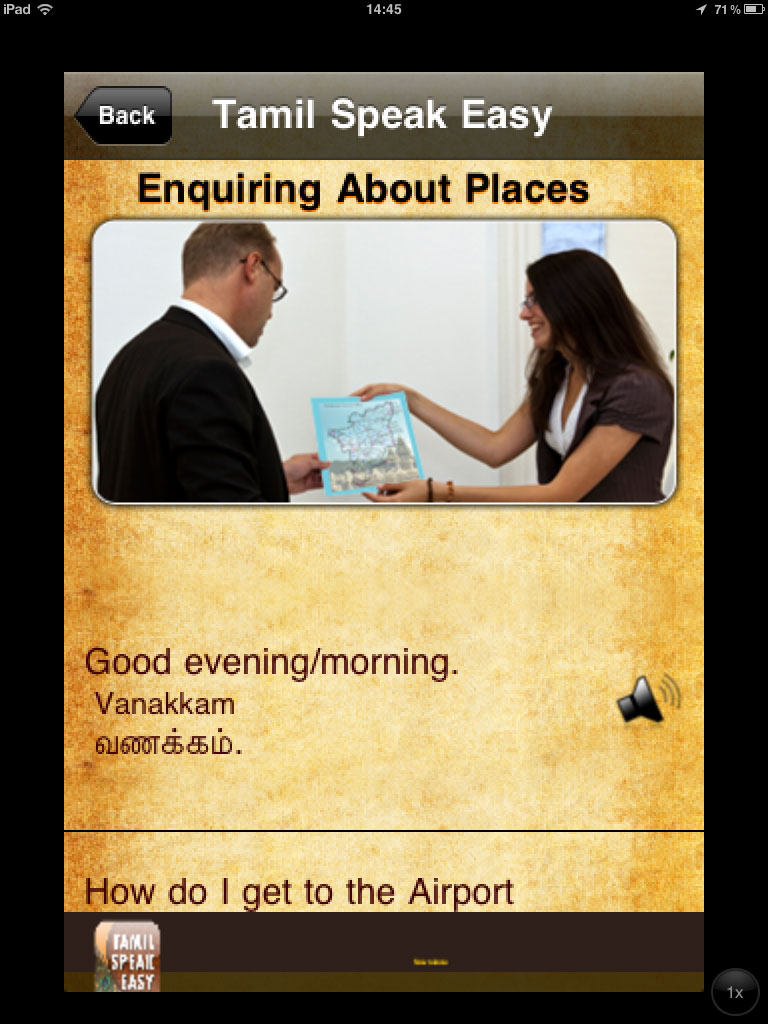 iPad 14:45 71%
Back Tamil Speak Easy
Enquiring About Places
Good evening/morning.
Vanakkam
வணக்கம்.
How do I get to the Airport
TAMIL
SPEAK
EASY
1x